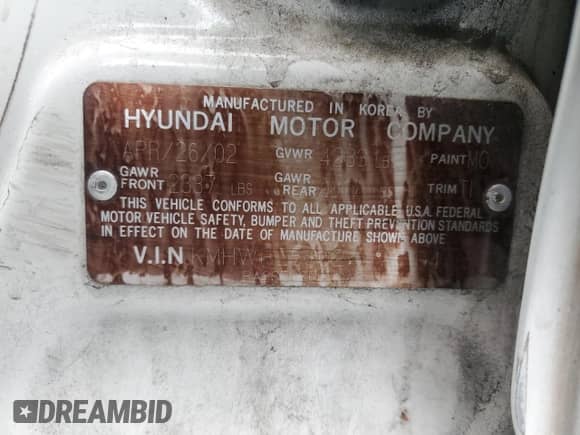 MANUFACTURED IN KOREA BY
HYUNDAI MOTOR COMPANY
APR/26/02 GVWR PAINT
GAWR FRONT LBS GAWR REAR TRIM
THIS VEHICLE CONFORMS TO ALL APPLICABLE U.S.A. FEDERAL
MOTOR VEHICLE SAFETY, BUMPER AND THEFT PREVENTION STANDARDS
IN EFFECT ON THE DATE OF MANUFACTURE SHOWN ABOVE
V.I.N
DREAMBID